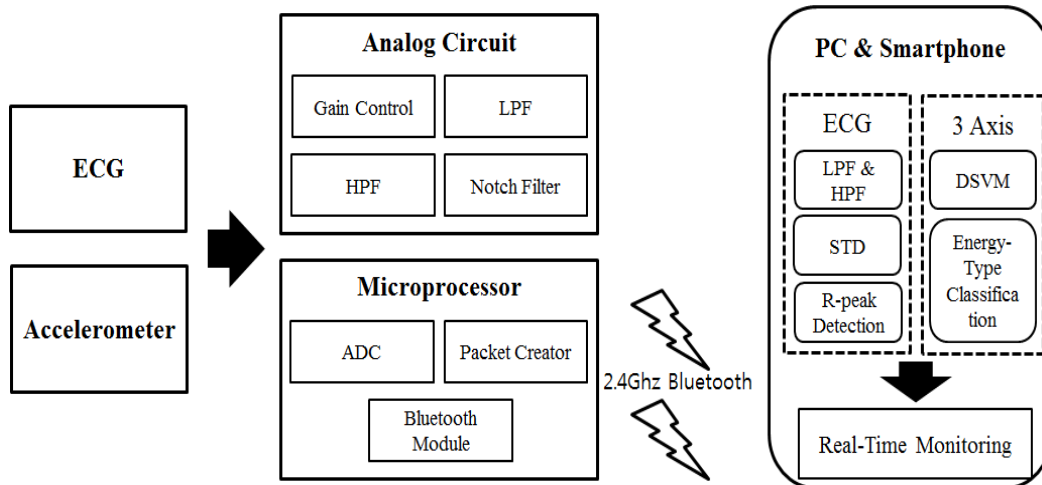 ECG
Accelerometer
Analog Circuit
Gain Control
LPF
HPF
Notch Filter
Microprocessor
ADC
Packet Creator
Bluetooth
Module
2.4Ghz Bluetooth
PC & Smartphone
ECG
LPF &
HPF
STD
R-peak
Detection
3 Axis
DSVM
Energy-
Type
Classifica
tion
Real-Time Monitoring